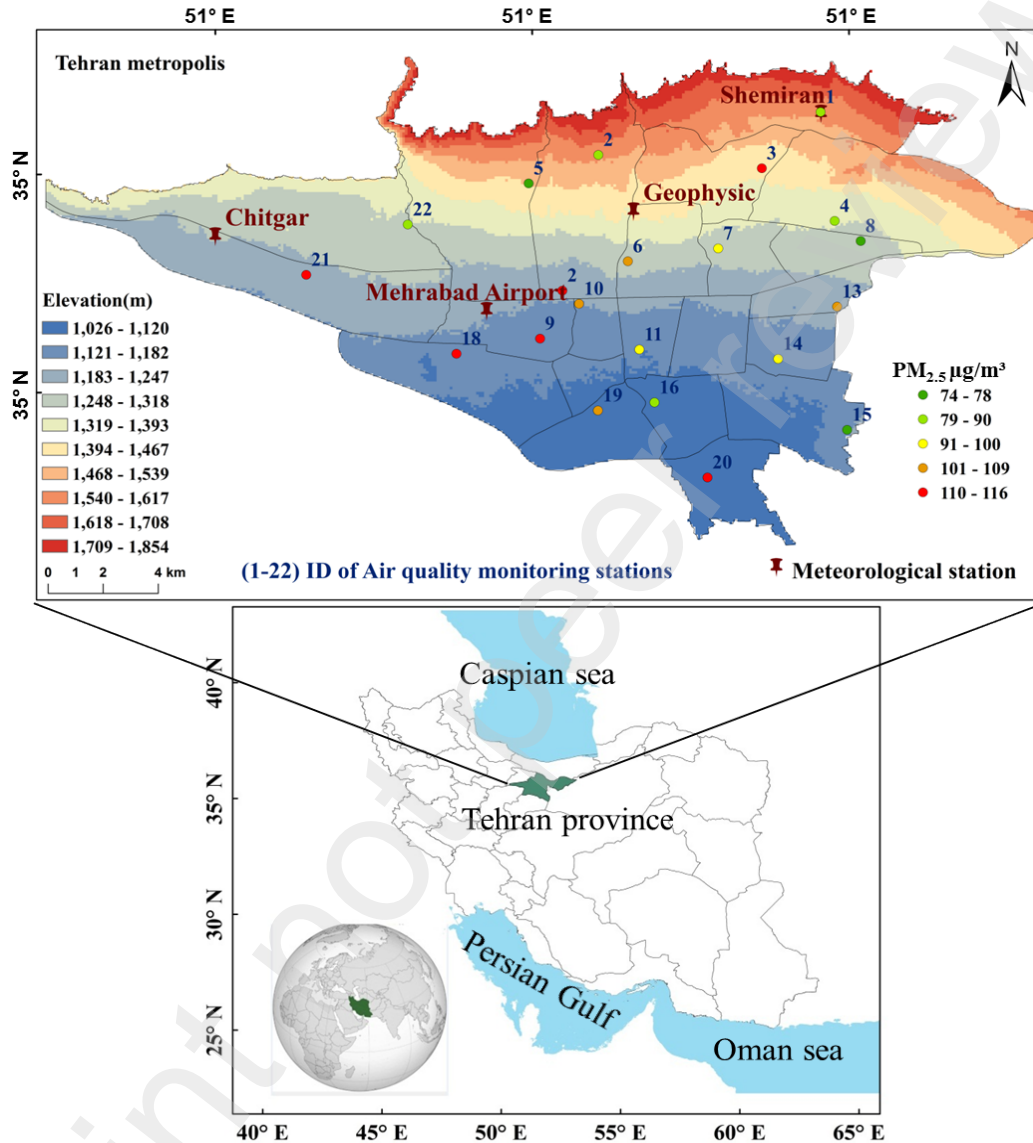 51° E 51° E 51° E
Tehran metropolis
N
Shemiran
1
2
3
5
35° N
Geophysic
4
22
8
Chitgar
7
6
21
2
10
Mehrabad Airport
13
Elevation(m)
1,026 - 1,120
1,121 - 1,182
1,183 - 1,247
1,248 - 1,318
1,319 - 1,393
1,394 - 1,467
1,468 - 1,539
1,540 - 1,617
1,618 - 1,708
1,709 - 1,854
0 1 2 4 km
18
9
11
14
35° N
19
16
15
20
PM2.5 µg/m³
74 - 78
79 - 90
91 - 100
101 - 109
110 - 116
(1-22) ID of Air quality monitoring stations
Meteorological station
Caspian sea
Tehran province
Persian Gulf
Oman sea
40° N
35° N
30° N
25° N
40° E 45° E 50° E 55° E 60° E 65° E